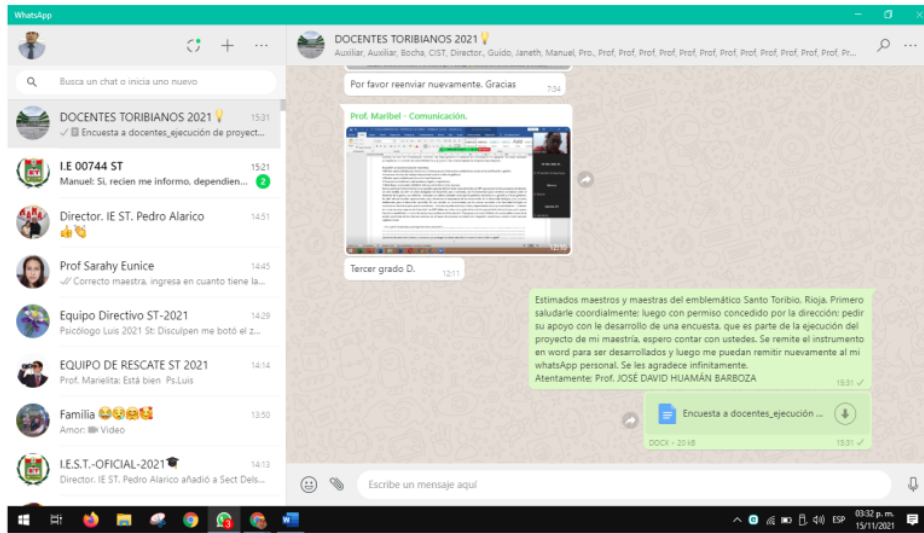 WhatsApp
Busca un chat o inicia uno nuevo
DOCENTES TORIBIANOS 2021 15:31
Encuesta a docentes_ejecución de proyect...
I.E 00744 ST 15:21
Manuel: Si, recien me informo, dependien... 2
Director. IE ST. Pedro Alarico 14:51
Prof Sarahy Eunice 14:45
Correcto maestra, ingresa en cuanto tiene la...
Equipo Directivo ST-2021 14:29
Psicólogo Luis 2021 St: Disculpen me botó el z...
EQUIPO DE RESCATE ST 2021 14:14
Prof. Marielita: Está bien Ps.Luis
Familia 13:50
Amor: Video
I.E.S.T.-OFICIAL-2021 14:13
Director. IE ST. Pedro Alarico añadió a Sect Dels...
DOCENTES TORIBIANOS 2021
Auxiliar, Auxiliar, Bocha, CIST, Director., Guido, Janeth, Manuel, Pro., Prof, Prof, Prof, Prof, Prof, Prof, Prof, Prof, Prof, Prof, Prof, Pr...
Por favor reenviar nuevamente. Gracias 7:34
Prof. Maribel - Comunicación.
12:10
Tercer grado D. 12:11
Estimados maestros y maestras del emblemático Santo Toribio, Rioja, Primero
saludarle coordialmente; luego con permiso concedido por la dirección; pedir
su apoyo con le desarrollo de una encuesta, que es parte de la ejecución del
proyecto de mi maestría, espero contar con ustedes. Se remite el instrumento
en word para ser desarrollados y luego me puedan remitir nuevamente al mi
whatsApp personal. Se les agradece infinitamente.
Atentamente: Prof. JOSÉ DAVID HUAMÁN BARBOZA 15:31
Encuesta a docentes_ejecución ...
DOCX • 20 kB 15:31
Escribe un mensaje aquí
ESP
03:32 p. m.
15/11/2021